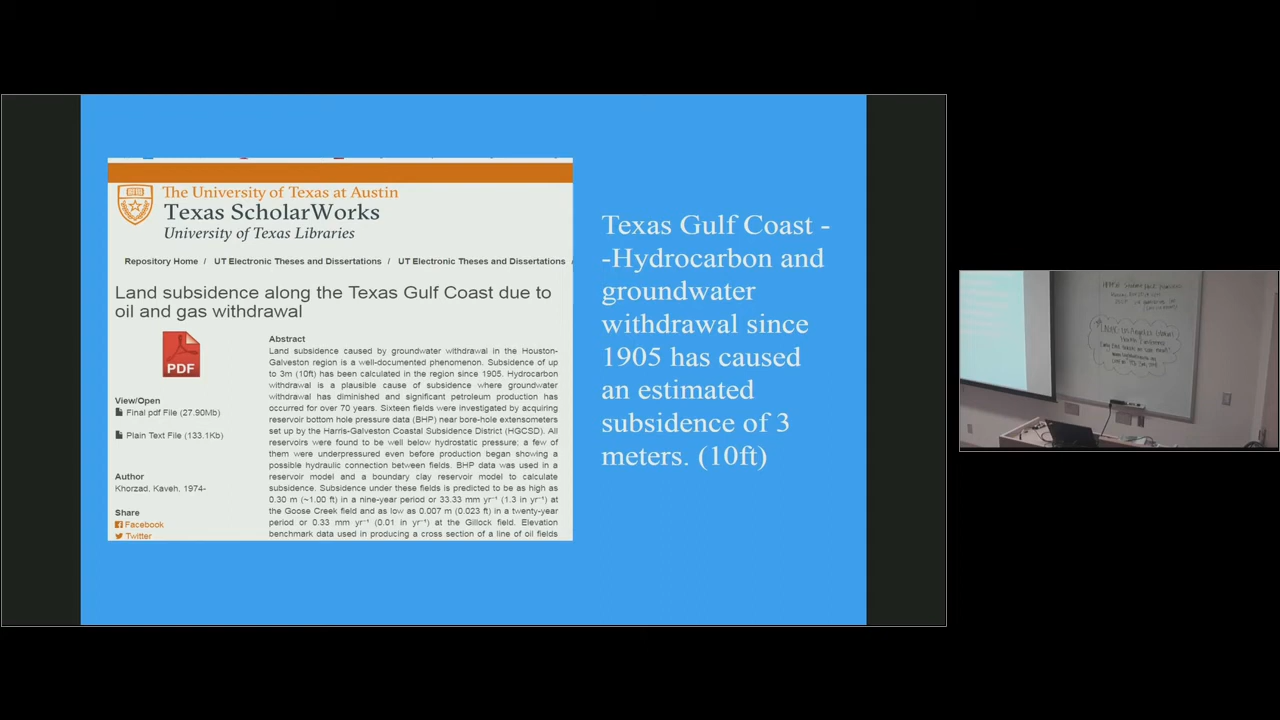 The University of Texas at Austin
Texas ScholarWorks
University of Texas Libraries
Repository Home / UT Electronic Theses and Dissertations / UT Electronic Theses and Dissertations /
Land subsidence along the Texas Gulf Coast due to
oil and gas withdrawal
PDF
View/Open
Final pdf File (27.90Mb)
Plain Text File (133.1Kb)
Author
Khorzad, Kaveh, 1974-
Share
Facebook
Twitter
Abstract
Land subsidence caused by groundwater withdrawal in the Houston-
Galveston region is a well-documented phenomenon. Subsidence of up
to 3m (10ft) has been calculated in the region since 1905. Hydrocarbon
withdrawal is a plausible cause of subsidence where groundwater
withdrawal has diminished and significant petroleum production has
occurred for over 70 years. Sixteen fields were investigated by acquiring
reservoir bottom hole pressure data (BHP) near bore-hole extensometers
set up by the Harris-Galveston Coastal Subsidence District (HGCSD). All
reservoirs were found to be well below hydrostatic pressure; a few of
them were underpressured even before production began showing a
possible hydraulic connection between fields. BHP data was used in a
reservoir model and a boundary clay reservoir model to calculate
subsidence. Subsidence under these fields is predicted to be as high as
0.30 m (~1.00 ft) in a nine-year period or 33.33 mm yr⁻¹ (1.3 in yr⁻¹) at
the Goose Creek field and as low as 0.007 m (0.023 ft) in a twenty-year
period or 0.33 mm yr⁻¹ (0.01 in yr⁻¹) at the Gillock field. Elevation
benchmark data used in producing a cross section of a line of oil fields
Texas Gulf Coast -
-Hydrocarbon and
groundwater
withdrawal since
1905 has caused
an estimated
subsidence of 3
meters. (10ft)